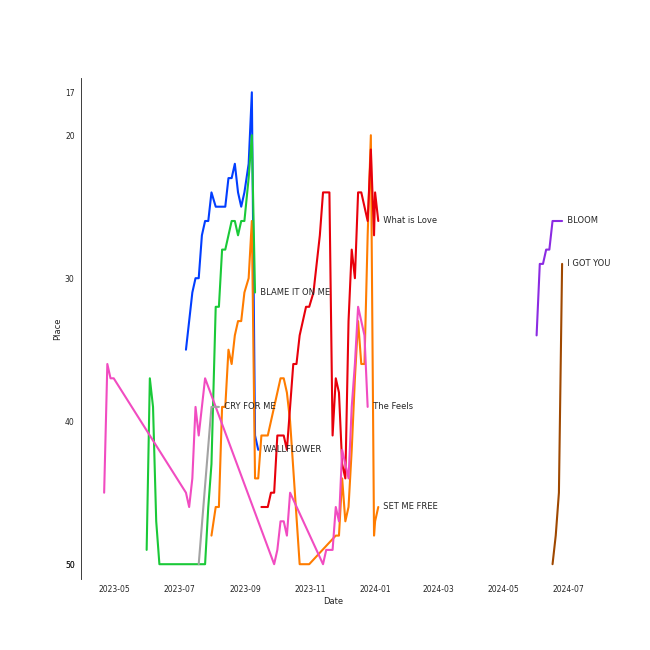 17
20
30
40
50
Place
What is Love
BLOOM
I GOT YOU
BLAME IT ON ME
CRY FOR ME
The Feels
WALLFLOWER
SET ME FREE
2023-05
2023-07
2023-09
2023-11
2024-01
2024-03
2024-05
2024-07
Date